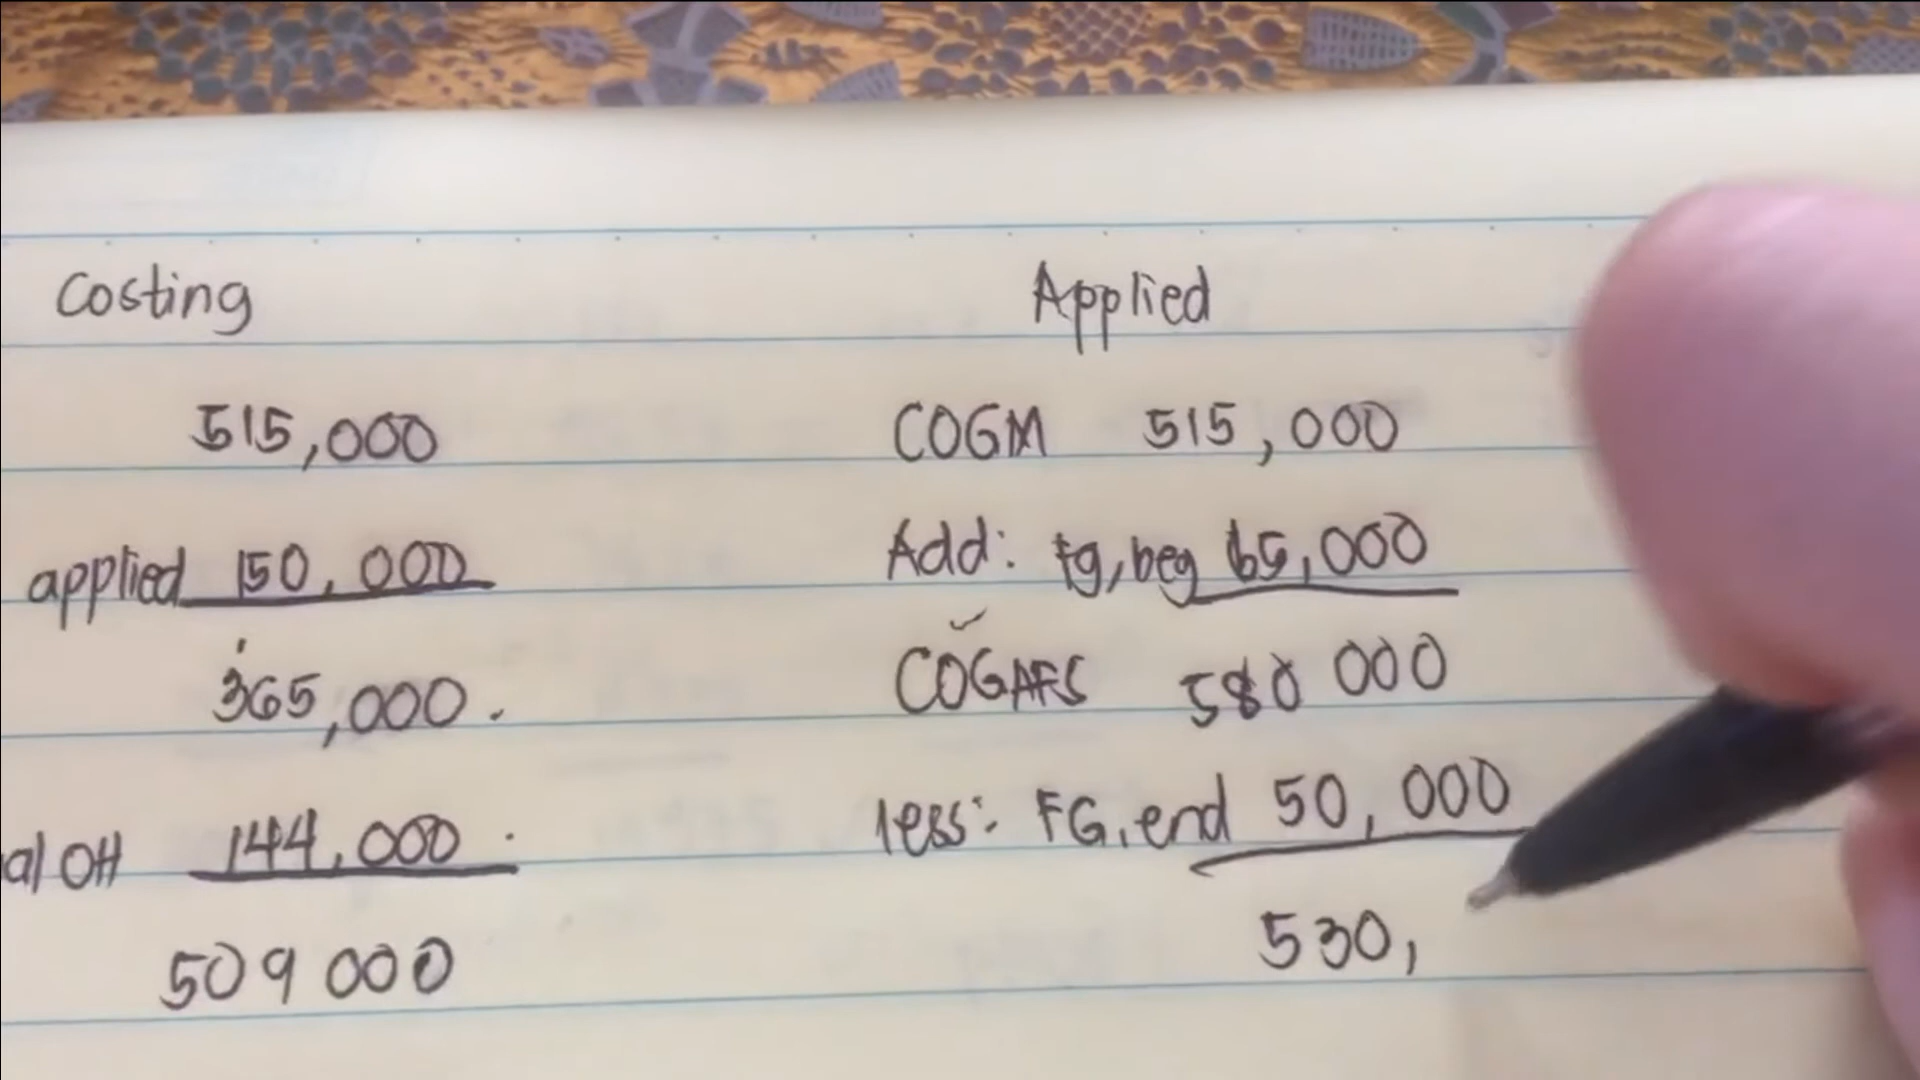 Costing
515,000
applied 150,000
365,000.
al OH 144,000.
509 000
Applied
COGM 515,000
Add: fg, beg 65,000
COGAFS 580 000
less: FG, end 50,000
530,